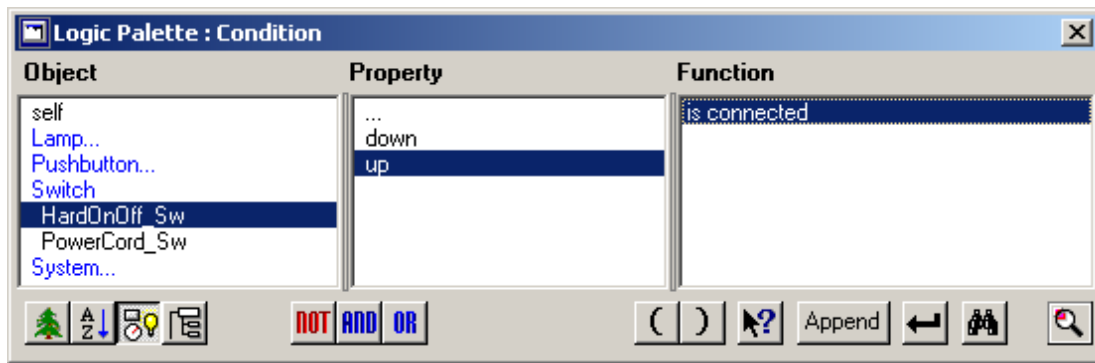 Logic Palette : Condition
Object Property Function
self
Lamp...
Pushbutton...
Switch
HardOnOff_Sw
PowerCord_Sw
System...
...
down
up
is connected
A Z NOT AND OR ( ) ? Append